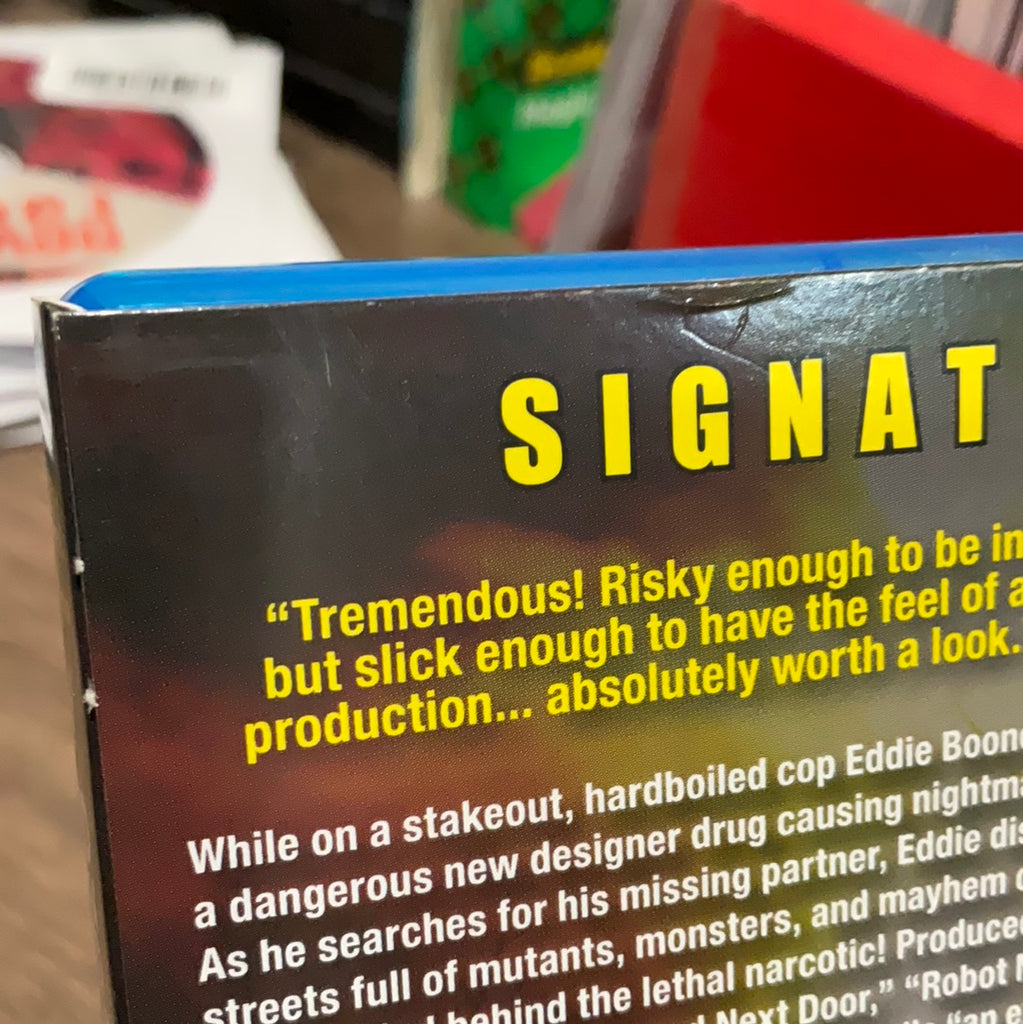 SIGNAT
“Tremendous! Risky enough to be in
but slick enough to have the feel of a
production... absolutely worth a look.
While on a stakeout, hardboiled cop Eddie Boone
a dangerous new designer drug causing nightma
As he searches for his missing partner, Eddie dis
streets full of mutants, monsters, and mayhem
behind the lethal narcotic! Produced
Next Door,” “Robot
“an e